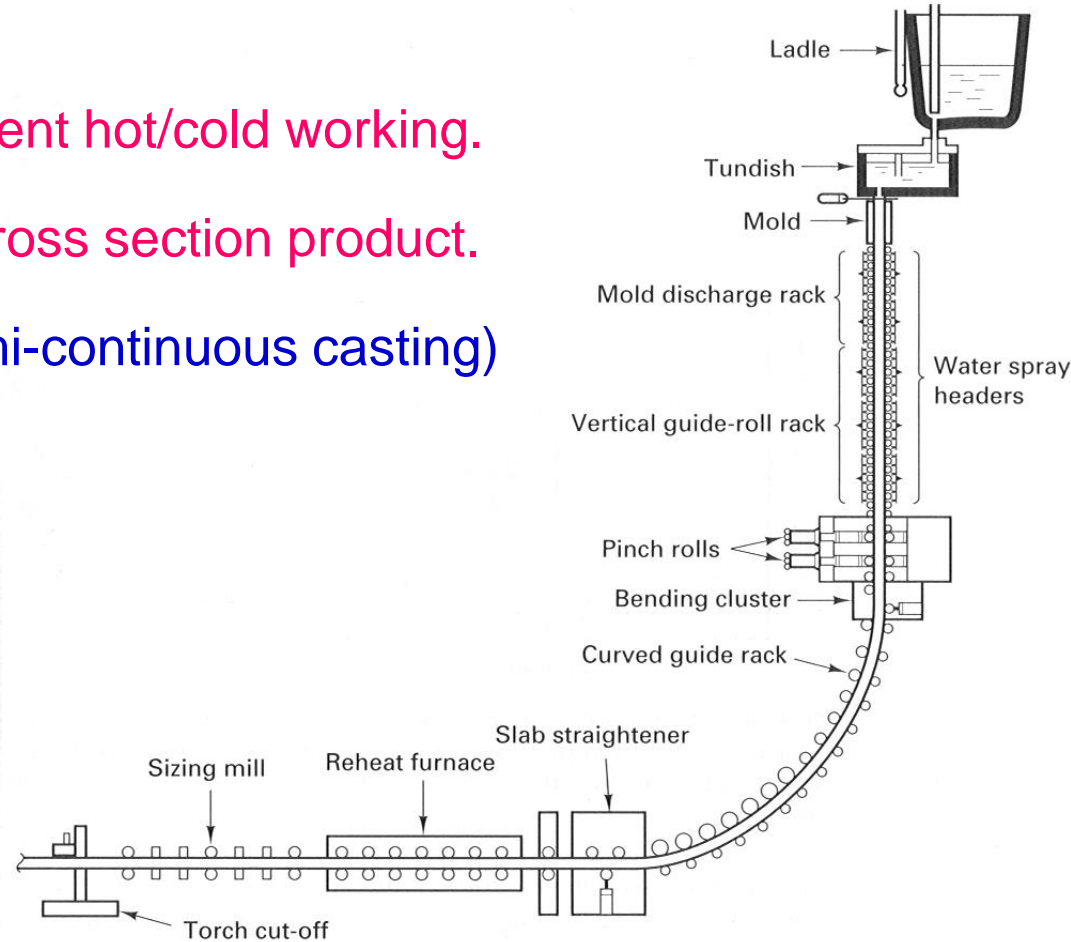 ent hot/cold working.
ross section product.
ni-continuous casting)
Ladle
Tundish
Mold
Mold discharge rack
Water spray
headers
Vertical guide-roll rack
Pinch rolls
Bending cluster
Curved guide rack
Slab straightener
Reheat furnace
Sizing mill
Torch cut-off